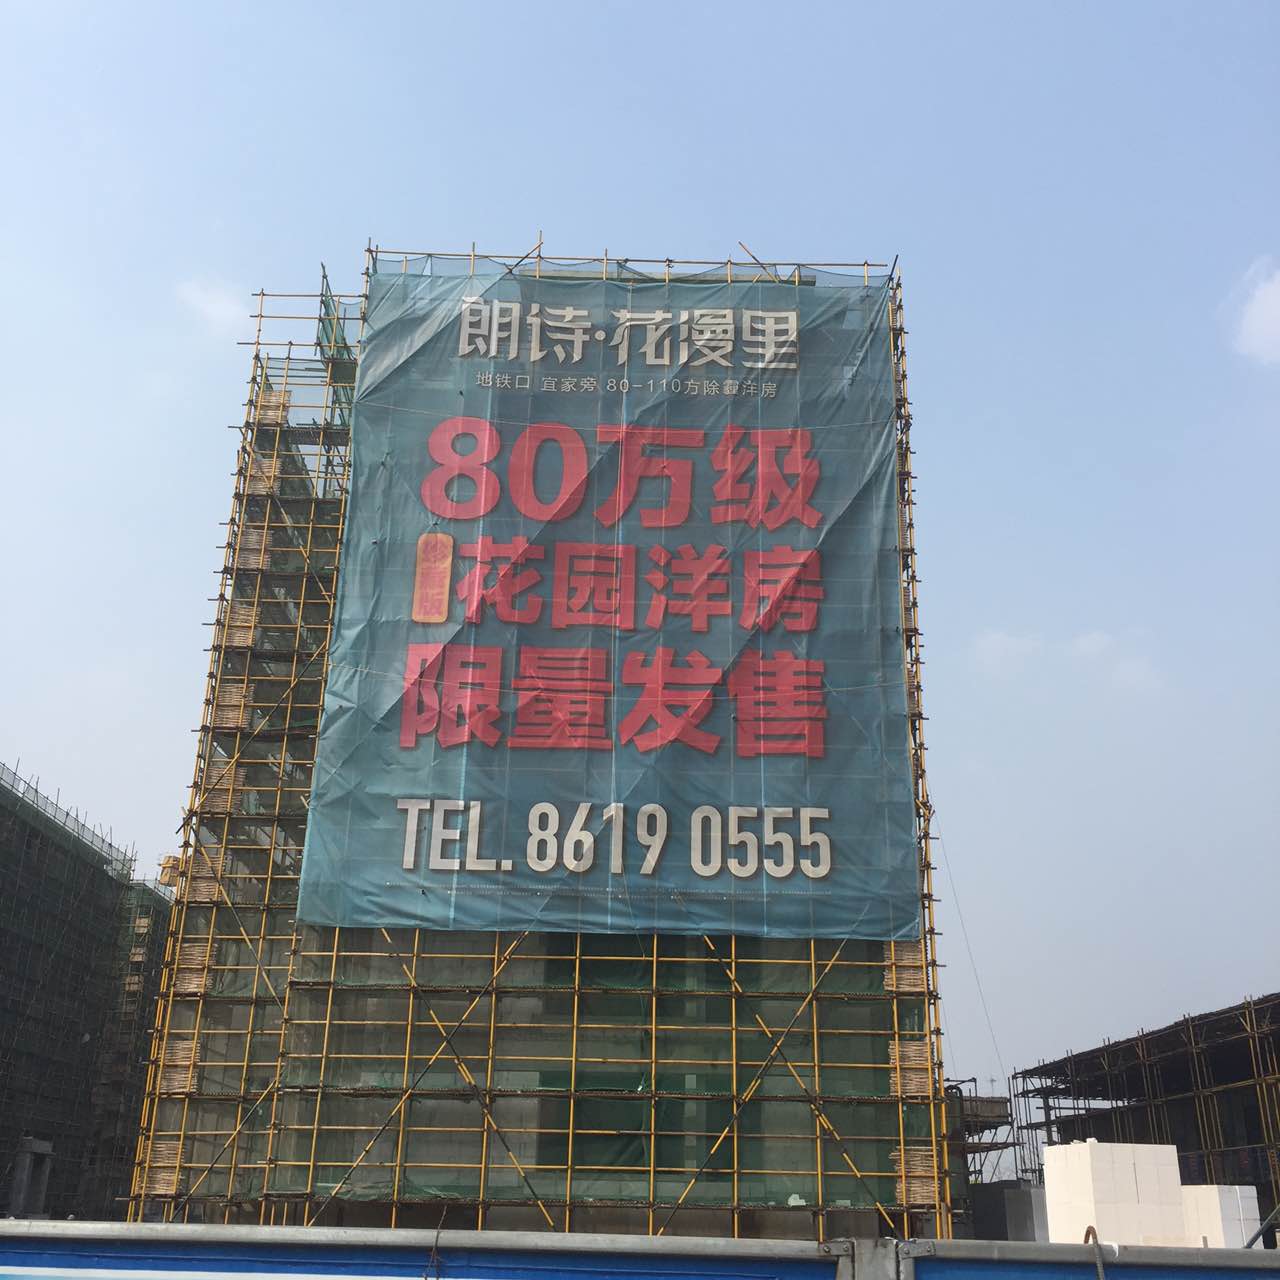 朗诗·花漫里
地铁口 宜家旁 80-110方除霾洋房
80万级
花园洋房
限量发售
TEL. 8619 0555